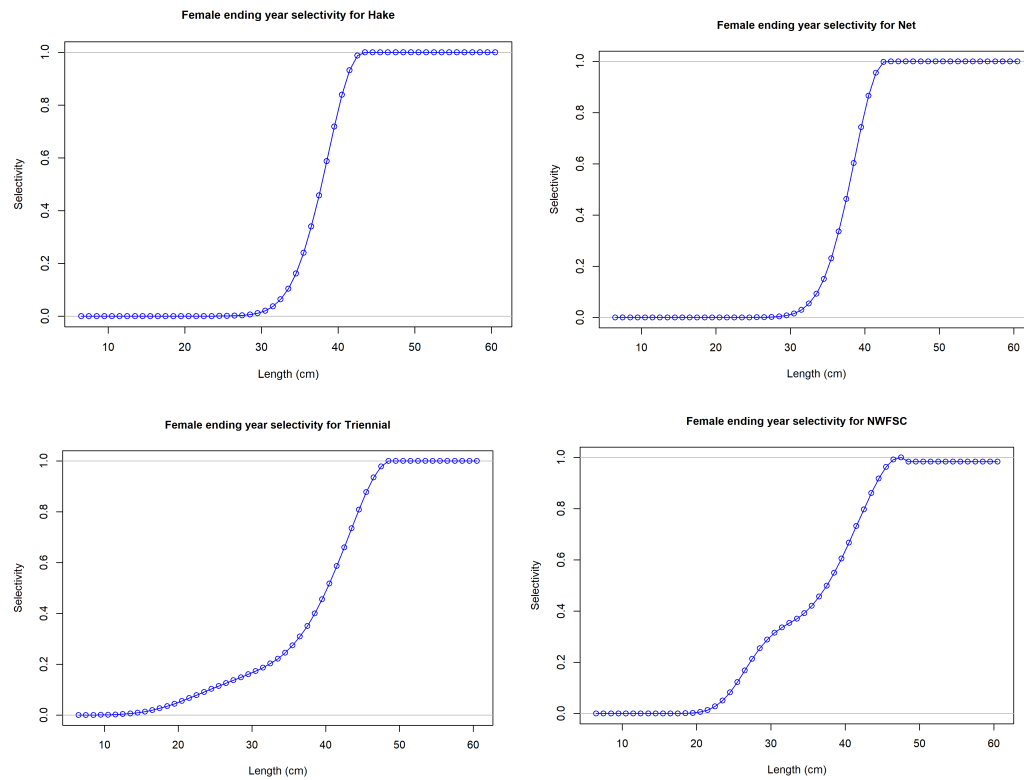 Female ending year selectivity for Hake
Selectivity
1.0
0.8
0.6
0.4
0.2
0.0
10 20 30 40 50 60
Length (cm)
Female ending year selectivity for Net
Selectivity
1.0
0.8
0.6
0.4
0.2
0.0
10 20 30 40 50 60
Length (cm)
Female ending year selectivity for Triennial
Selectivity
1.0
0.8
0.6
0.4
0.2
0.0
10 20 30 40 50 60
Length (cm)
Female ending year selectivity for NWFSC
Selectivity
1.0
0.8
0.6
0.4
0.2
0.0
10 20 30 40 50 60
Length (cm)